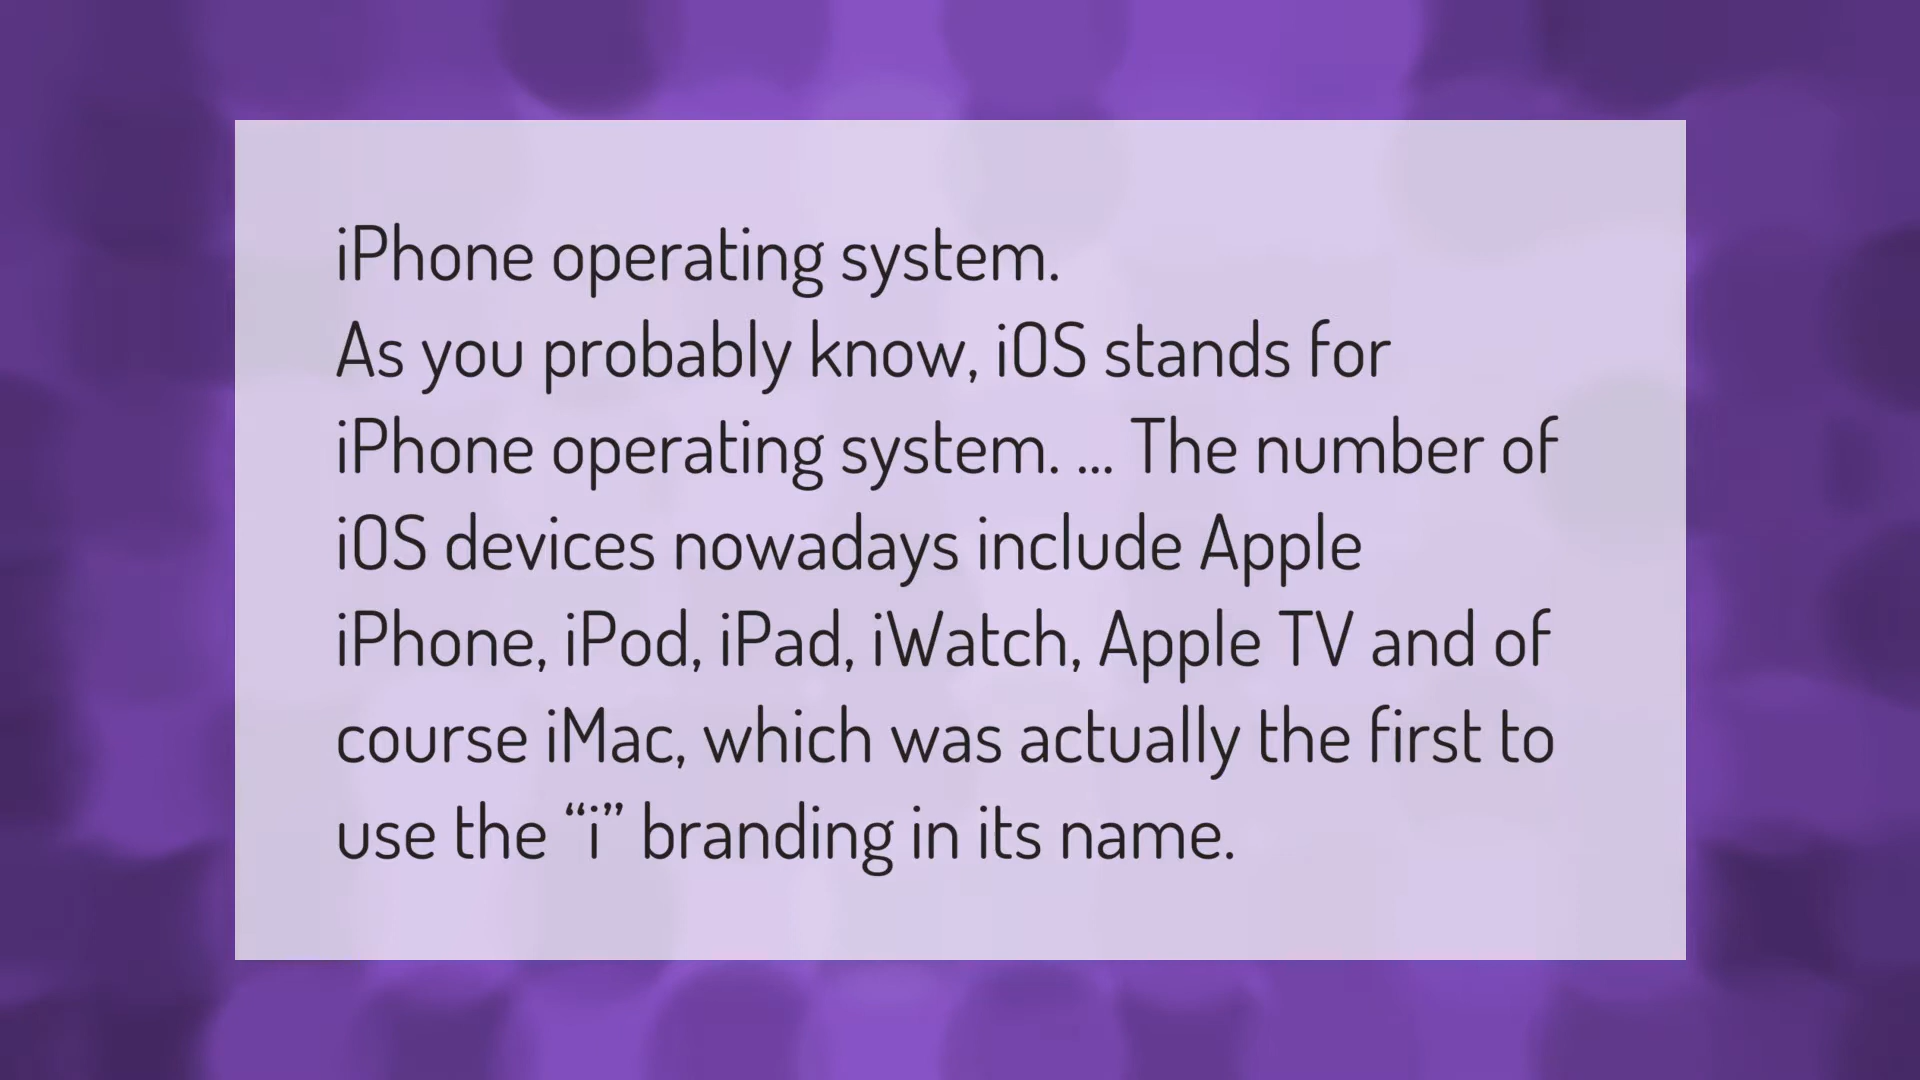 iPhone operating system.
As you probably know, iOS stands for
iPhone operating system. ... The number of
iOS devices nowadays include Apple
iPhone, iPod, iPad, iWatch, Apple TV and of
course iMac, which was actually the first to
use the “i” branding in its name.